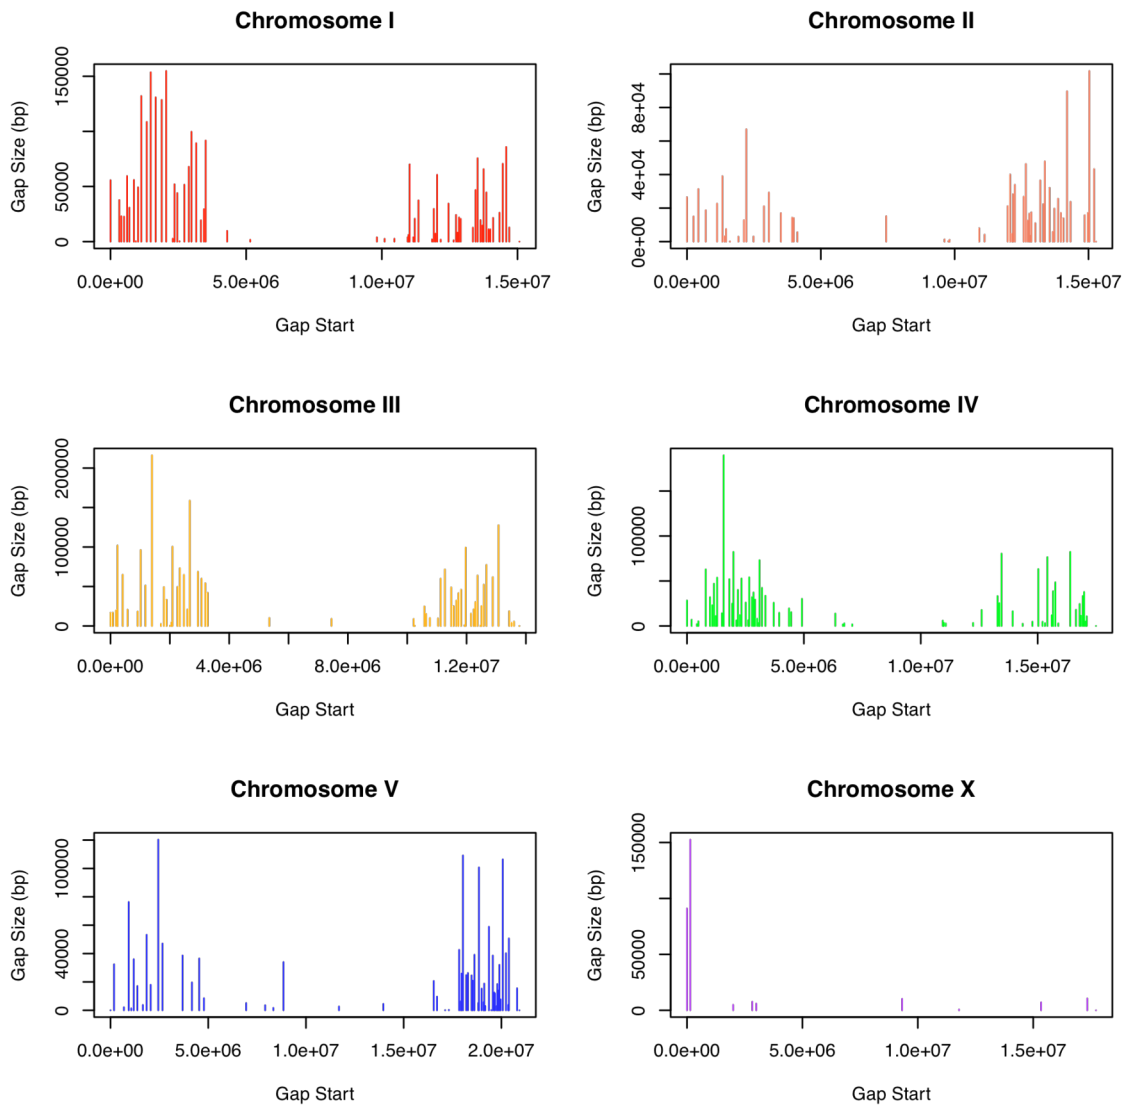 Chromosome I
Gap Size (bp)
150000
50000
0
0.0e+00 5.0e+06 1.0e+07 1.5e+07
Gap Start
Chromosome II
Gap Size (bp)
8e+04
4e+04
0e+00
0.0e+00 5.0e+06 1.0e+07 1.5e+07
Gap Start
Chromosome III
Gap Size (bp)
200000
100000
0
0.0e+00 4.0e+06 8.0e+06 1.2e+07
Gap Start
Chromosome IV
Gap Size (bp)
100000
0
0.0e+00 5.0e+06 1.0e+07 1.5e+07
Gap Start
Chromosome V
Gap Size (bp)
100000
40000
0
0.0e+00 5.0e+06 1.0e+07 1.5e+07 2.0e+07
Gap Start
Chromosome X
Gap Size (bp)
150000
50000
0
0.0e+00 5.0e+06 1.0e+07 1.5e+07
Gap Start